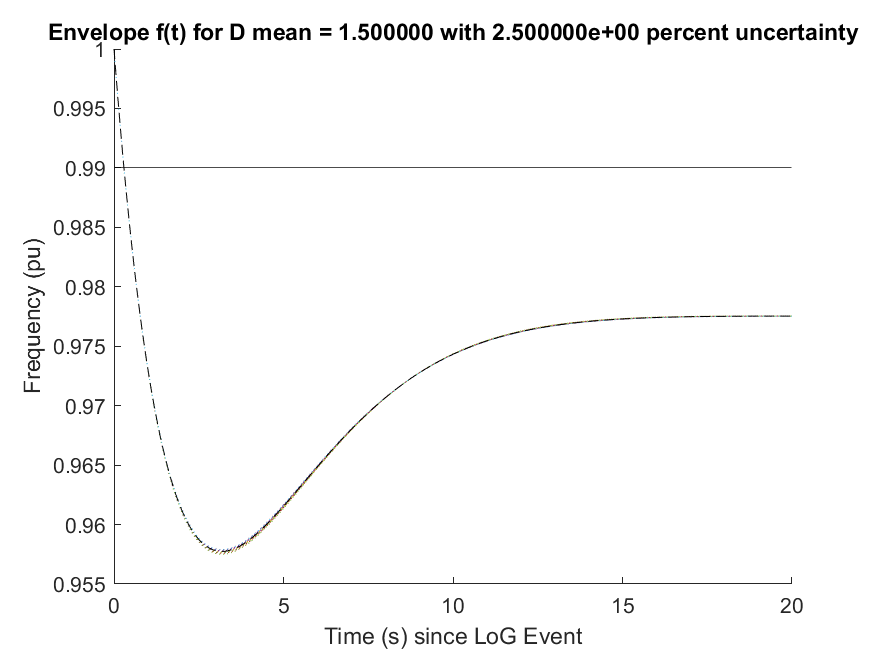 Envelope f(t) for D mean = 1.500000 with 2.500000e+00 percent uncertainty
1
0.995
0.99
0.985
0.98
0.975
0.97
0.965
0.96
0.955
Frequency (pu)
0 5 10 15 20
Time (s) since LoG Event